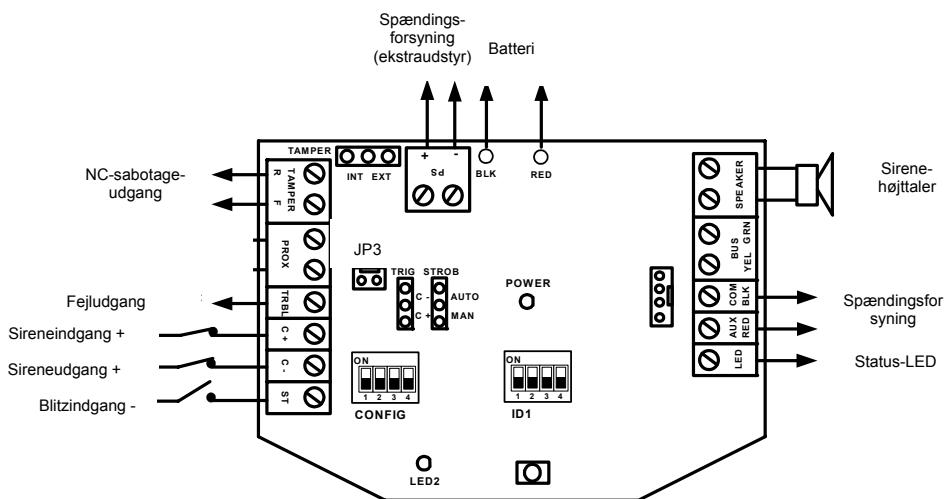 Spændings-
forsyning
(ekstraudstyr)
Batteri
TAMPER
INT EXT
+ -
PS
BLK
RED
NC-sabotage-
udgang
R
TAMPER
F
SPEAKER
Sirene-
højttaler
PROX
BUS
YEL GRN
JP3
TRIG STROB
C - AUTO
C + MAN
POWER
Fejludgang
TRBL
COM
BLK
Spændingsfor
syning
Sireneindgang +
C +
AUX
RED
Sireneudgang +
C -
LED
Status-LED
Blitzindgang -
ST
ON
1 2 3 4
CONFIG
ON
1 2 3 4
ID1
LED2